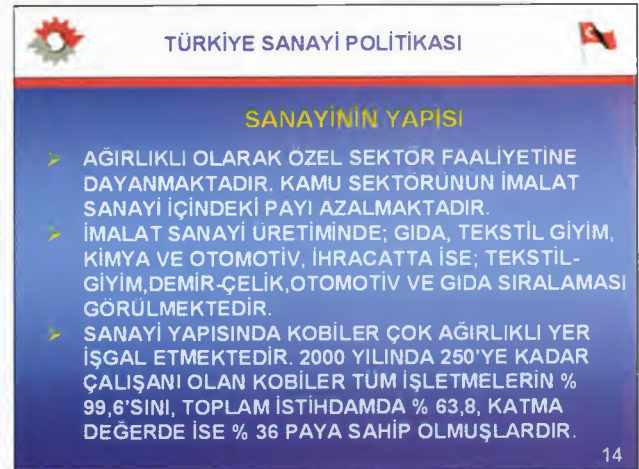 TÜRKİYE SANAYİ POLİTİKASI
SANAYİNİN YAPISI
AĞIRLIKLI OLARAK ÖZEL SEKTÖR FAALİYETİNE
DAYANMAKTADIR. KAMU SEKTÖRÜNÜN İMALAT
SANAYİ İÇİNDEKİ PAYI AZALMAKTADIR.
İMALAT SANAYİ ÜRETİMİNDE; GIDA, TEKSTİL GİYİM,
KİMYA VE OTOMOTİV, İHRACATTA İSE; TEKSTİL-
GİYİM,DEMİR-ÇELİK,OTOMOTİV VE GIDA SIRALAMASI
GÖRÜLMEKTEDİR.
SANAYİ YAPISINDA KOBİLER ÇOK AĞIRLIKLI YER
İŞGAL ETMEKTEDİR. 2000 YILINDA 250'YE KADAR
ÇALIŞANI OLAN KOBİLER TÜM İŞLETMELERİN %
99,6'SINI, TOPLAM İSTİHDAMDA % 63,8, KATMA
DEĞERDE İSE % 36 PAYA SAHİP OLMUŞLARDIR.
14